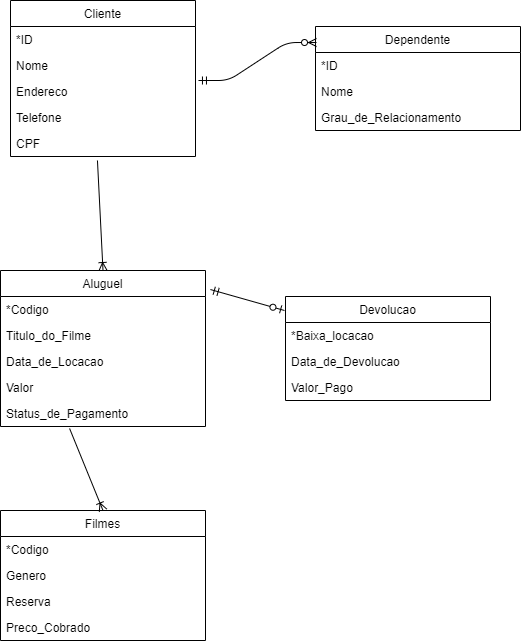 Cliente
*ID
Nome
Endereco
Telefone
CPF
Dependente
*ID
Nome
Grau_de_Relacionamento
Aluguel
*Codigo
Titulo_do_Filme
Data_de_Locacao
Valor
Status_de_Pagamento
Devolucao
*Baixa_locacao
Data_de_Devolucao
Valor_Pago
Filmes
*Codigo
Genero
Reserva
Preco_Cobrado